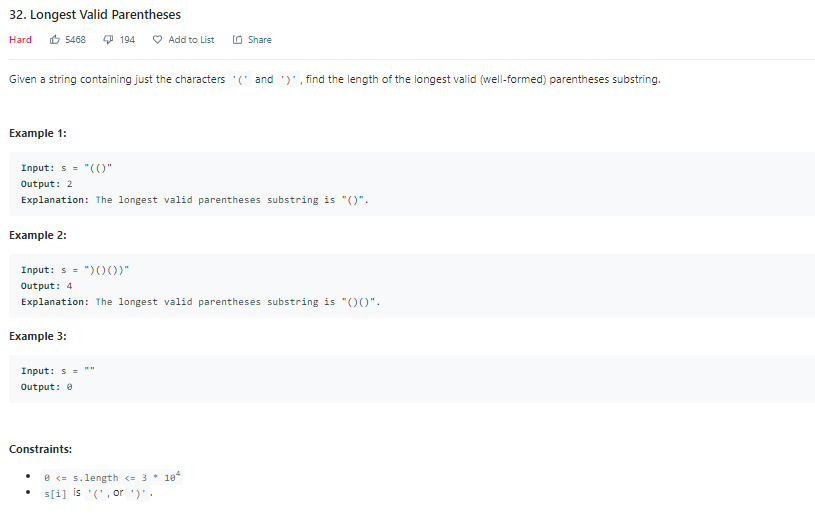 32. Longest Valid Parentheses
Hard 5468 194 Add to List Share
Given a string containing just the characters '(' and ')', find the length of the longest valid (well-formed) parentheses substring.
Example 1:
Input: s = "(()"
Output: 2
Explanation: The longest valid parentheses substring is "()".
Example 2:
Input: s = ")()())"
Output: 4
Explanation: The longest valid parentheses substring is "()()".
Example 3:
Input: s = ""
Output: 0
Constraints:
• 0 <= s.length <= 3 * 10⁴
• s[i] is '(', or ')'.